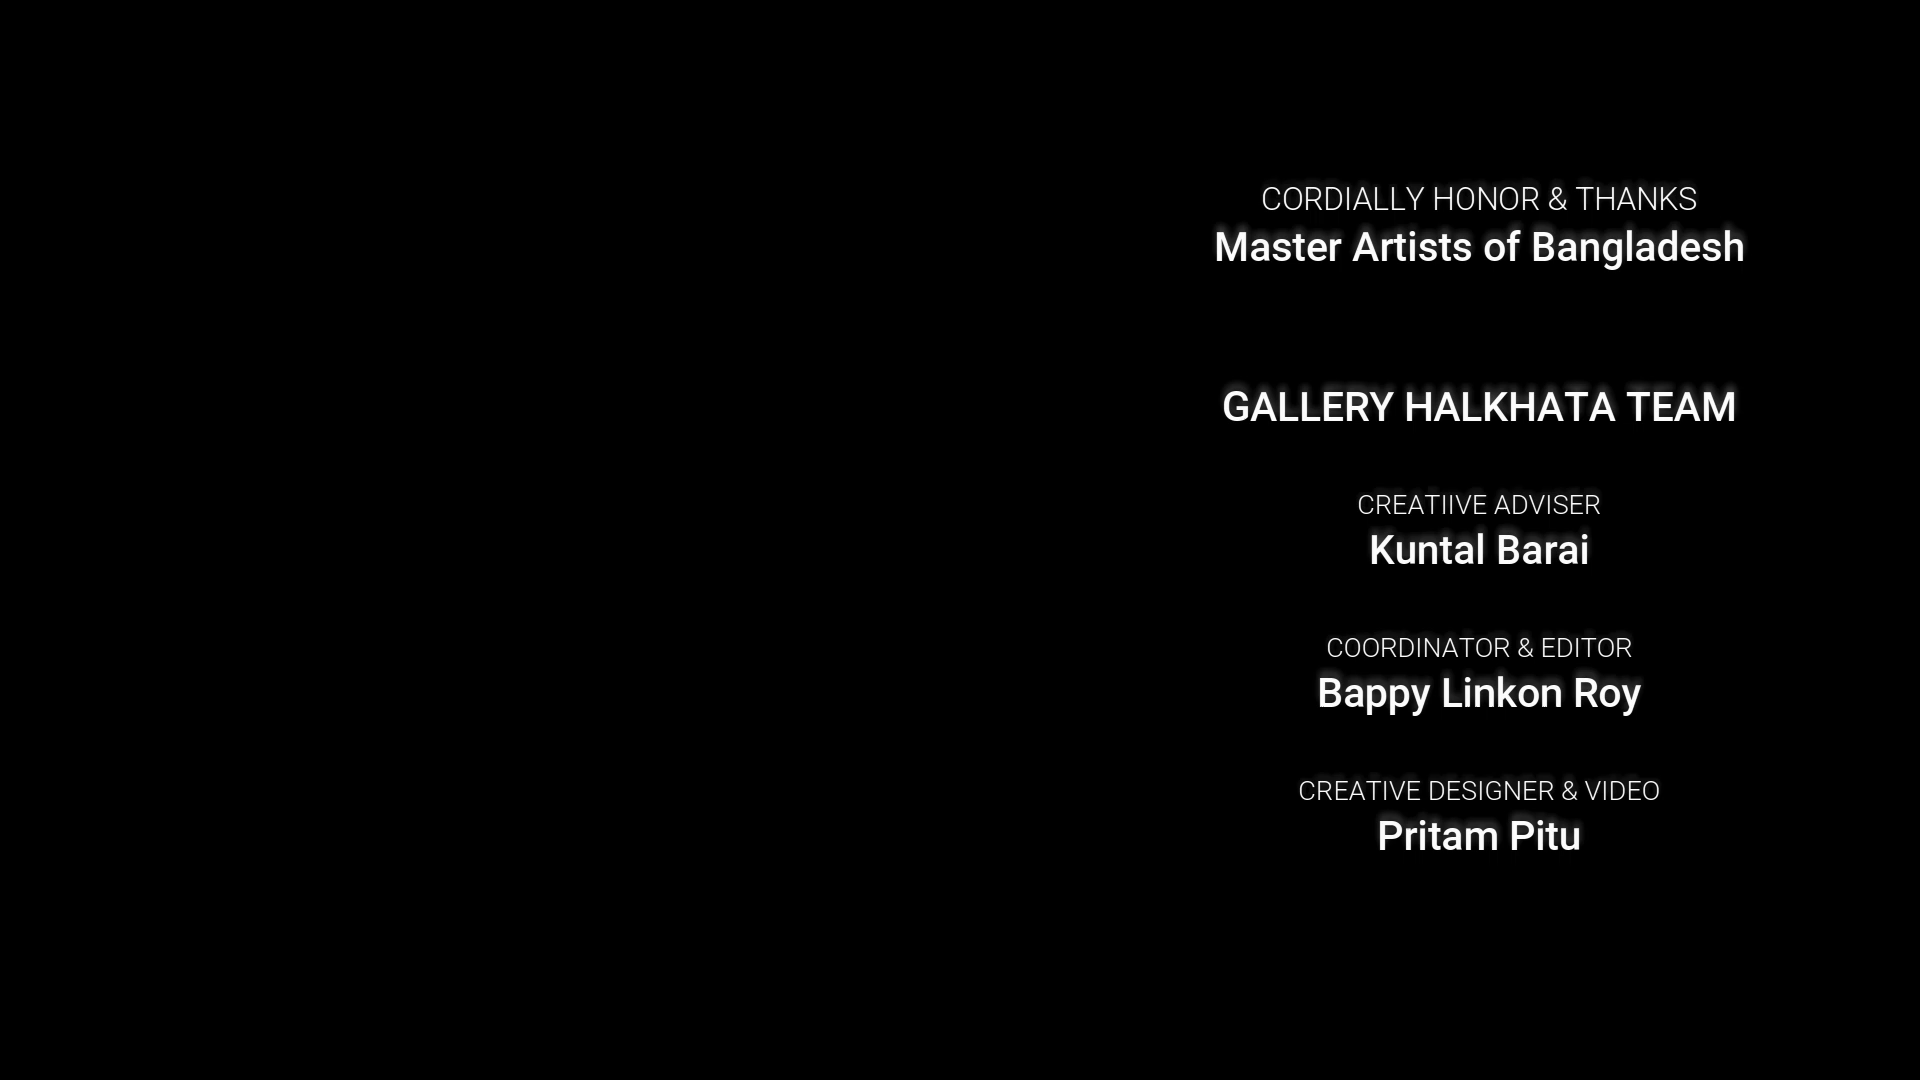 CORDIALLY HONOR & THANKS
Master Artists of Bangladesh
GALLERY HALKHATA TEAM
CREATIIVE ADVISER
Kuntal Barai
COORDINATOR & EDITOR
Bappy Linkon Roy
CREATIVE DESIGNER & VIDEO
Pritam Pitu